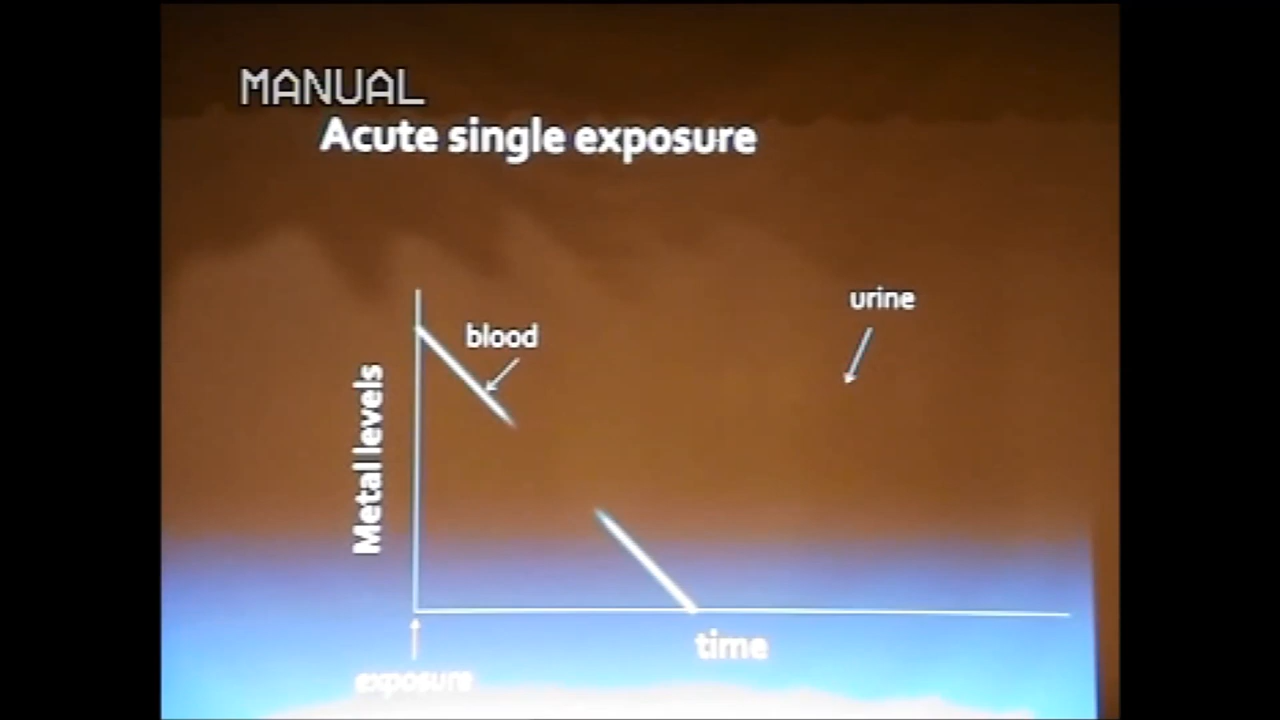 MANUAL
Acute single exposure
urine
blood
Metal levels
time
exposure